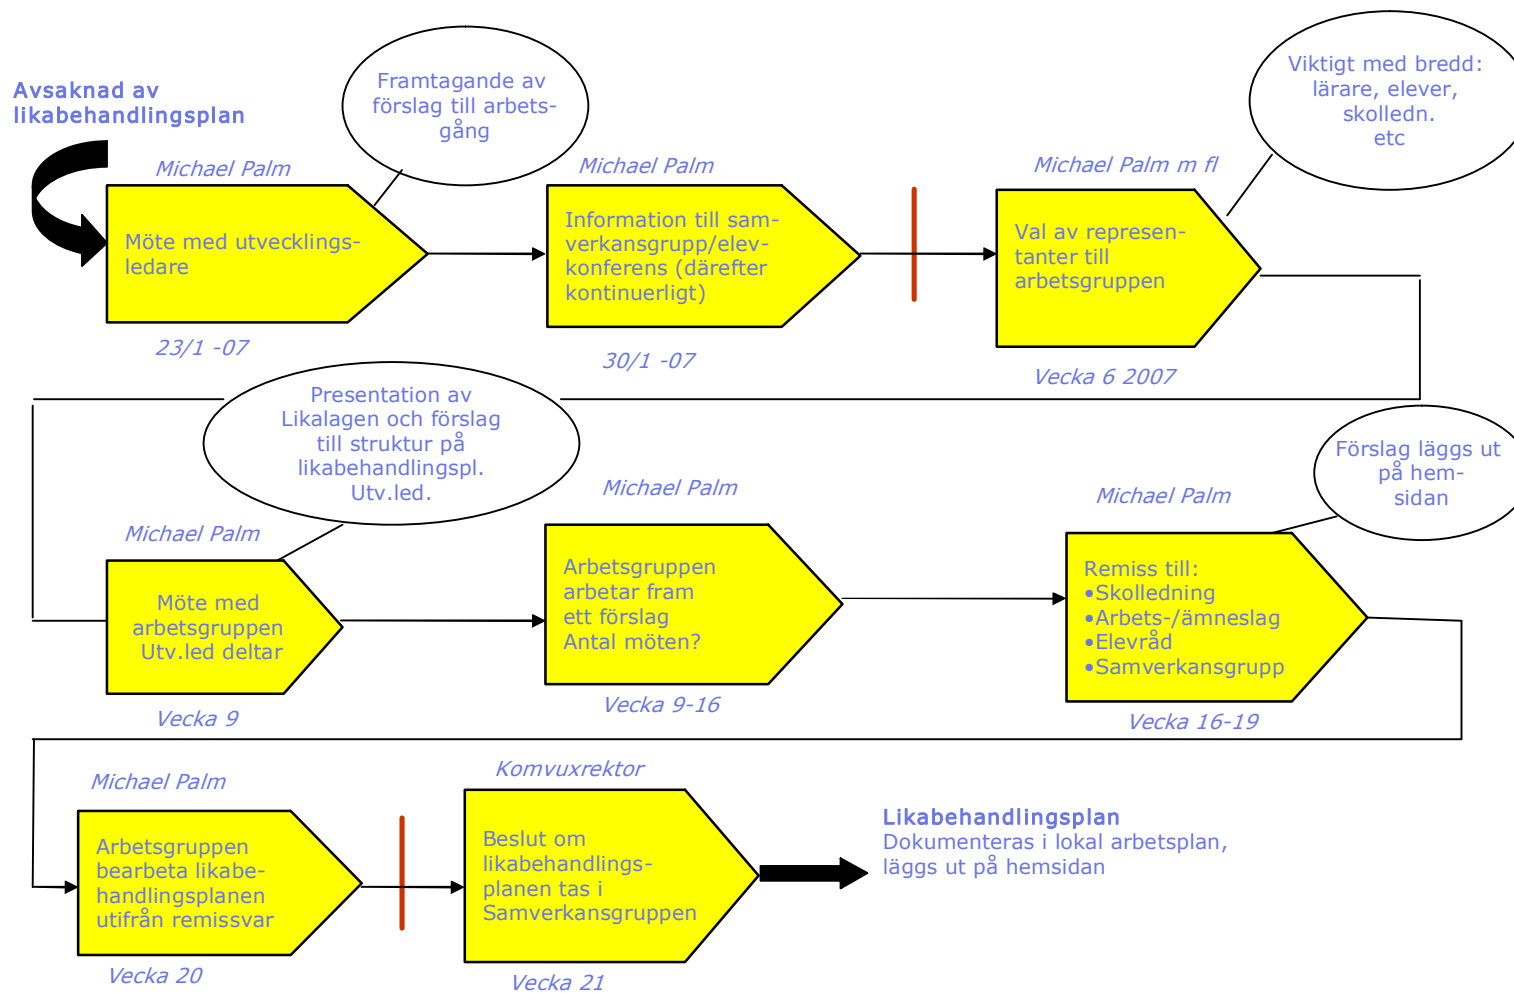 Avsaknad av
likabehandlingsplan
Framtagande av
förslag till arbets-
gång
Viktigt med bredd:
lärare, elever,
skolledn.
etc
Michael Palm
Möte med utvecklings-
ledare
23/1 -07
Michael Palm
Information till sam-
verkansgrupp/elev-
konferens (därefter
kontinuerligt)
30/1 -07
Michael Palm m fl
Val av represen-
tanter till
arbetsgruppen
Vecka 6 2007
Presentation av
Likalagen och förslag
till struktur på
likabehandlingspl.
Utv.led.
Förslag läggs ut
på hem-
sidan
Michael Palm
Möte med
arbetsgruppen
Utv.led deltar
Vecka 9
Michael Palm
Arbetsgruppen
arbetar fram
ett förslag
Antal möten?
Vecka 9-16
Michael Palm
Remiss till:
•Skolledning
•Arbets-/ämneslag
•Elevråd
•Samverkansgrupp
Vecka 16-19
Michael Palm
Arbetsgruppen
bearbeta likabe-
handlingsplanen
utifrån remissvar
Vecka 20
Komvuxrektor
Beslut om
likabehandlings-
planen tas i
Samverkansgruppen
Vecka 21
Likabehandlingsplan
Dokumenteras i lokal arbetsplan,
läggs ut på hemsidan